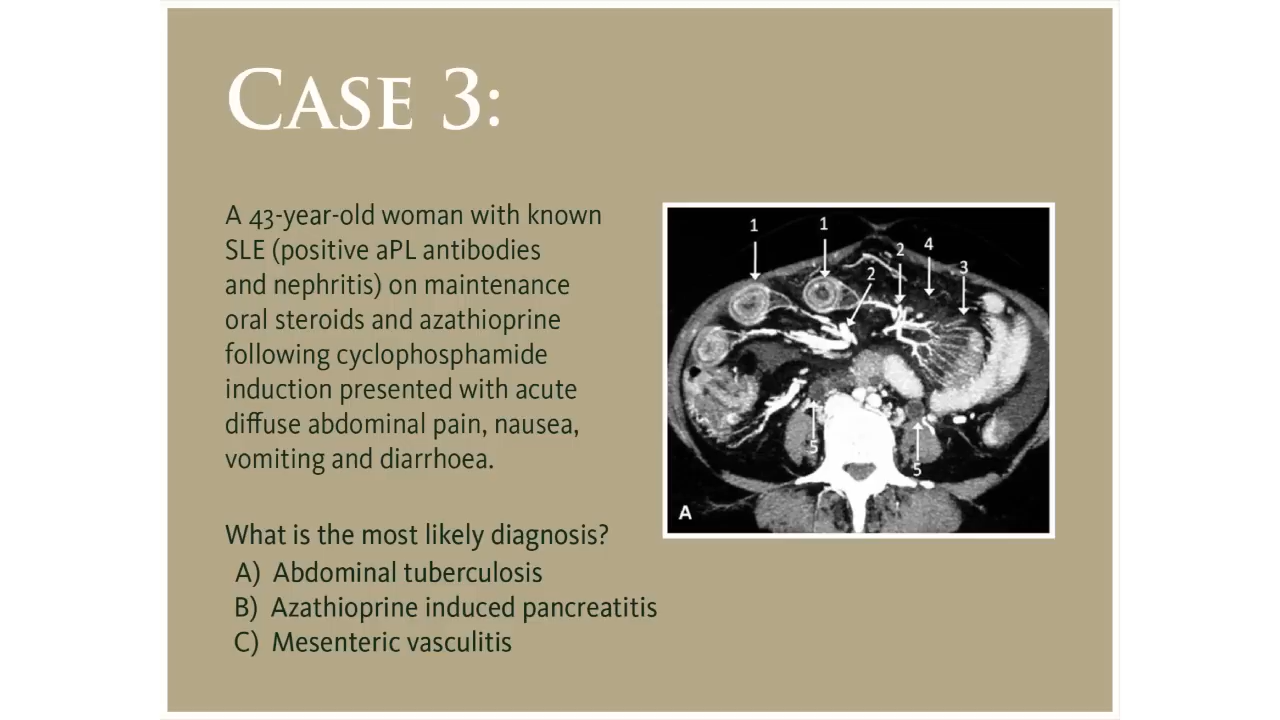 CASE 3:
A 43-year-old woman with known
SLE (positive aPL antibodies
and nephritis) on maintenance
oral steroids and azathioprine
following cyclophosphamide
induction presented with acute
diffuse abdominal pain, nausea,
vomiting and diarrhoea.
What is the most likely diagnosis?
A) Abdominal tuberculosis
B) Azathioprine induced pancreatitis
C) Mesenteric vasculitis
1
1
2
2
4
3
5
5
A